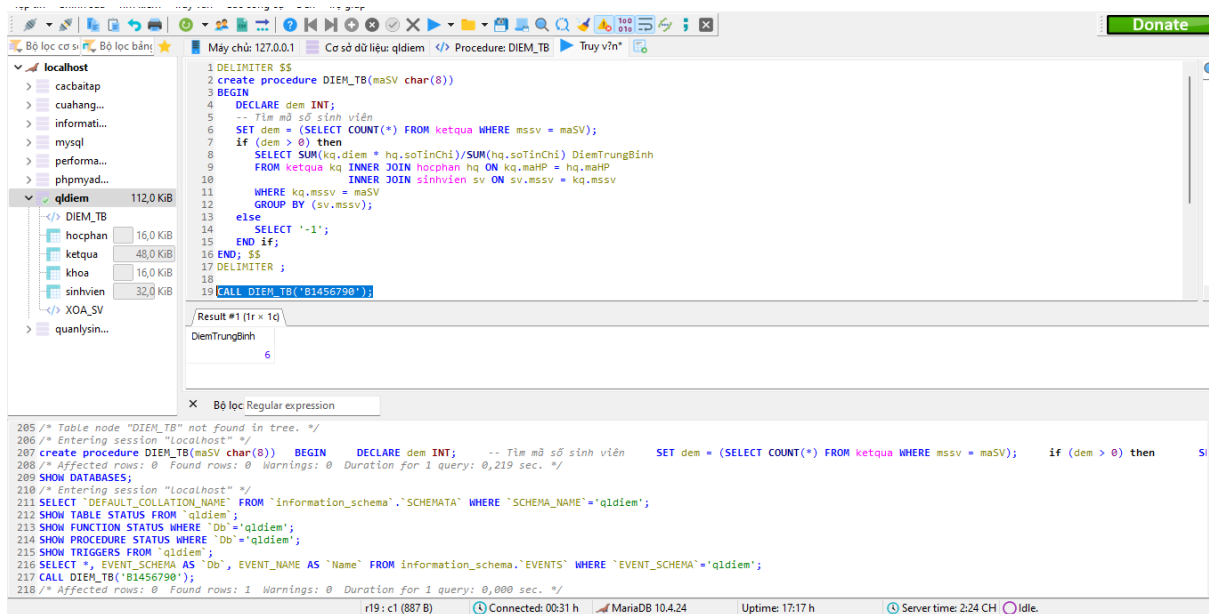 Donate
Bộ lọc cơ s
Bộ lọc bảng
Máy chủ: 127.0.0.1
Cơ sở dữ liệu: qldiem
Procedure: DIEM_TB
Truy v?n*
localhost
cacbaitap
cuahang...
informati...
mysql
performa...
phpmyad...
qldiem 112,0 KiB
DIEM_TB
hocphan 16,0 KiB
ketqua 48,0 KiB
khoa 16,0 KiB
sinhvien 32,0 KiB
XOA_SV
quanlysin...
1 DELIMITER $$
2 create procedure DIEM_TB(maSV char(8))
3 BEGIN
4 DECLARE dem INT;
5 -- Tìm mã số sinh viên
6 SET dem = (SELECT COUNT(*) FROM ketqua WHERE mssv = maSV);
7 if (dem > 0) then
8 SELECT SUM(kq.diem * hq.soTinChi)/SUM(hq.soTinChi) DiemTrungBinh
9 FROM ketqua kq INNER JOIN hocphan hq ON kq.maHP = hq.maHP
10 INNER JOIN sinhvien sv ON sv.mssv = kq.mssv
11 WHERE kq.mssv = maSV
12 GROUP BY (sv.mssv);
13 else
14 SELECT '-1';
15 END if;
16 END; $$
17 DELIMITER ;
18
19 CALL DIEM_TB('B1456790');
Result #1 (1r × 1c)
DiemTrungBinh
6
Bộ lọc: Regular expression
205 /* Table node "DIEM_TB" not found in tree. */
206 /* Entering session "localhost" */
207 create procedure DIEM_TB(maSV char(8)) BEGIN DECLARE dem INT; -- Tìm mã số sinh viên SET dem = (SELECT COUNT(*) FROM ketqua WHERE mssv = maSV); if (dem > 0) then
208 /* Affected rows: 0 Found rows: 0 Warnings: 0 Duration for 1 query: 0,219 sec. */
209 SHOW DATABASES;
210 /* Entering session "localhost" */
211 SELECT `DEFAULT_COLLATION_NAME` FROM `information_schema`.`SCHEMATA` WHERE `SCHEMA_NAME`='qldiem';
212 SHOW TABLE STATUS FROM `qldiem`;
213 SHOW FUNCTION STATUS WHERE `Db`='qldiem';
214 SHOW PROCEDURE STATUS WHERE `Db`='qldiem';
215 SHOW TRIGGERS FROM `qldiem`;
216 SELECT *, EVENT_SCHEMA AS `Db`, EVENT_NAME AS `Name` FROM information_schema.`EVENTS` WHERE `EVENT_SCHEMA`='qldiem';
217 CALL DIEM_TB('B1456790');
218 /* Affected rows: 0 Found rows: 1 Warnings: 0 Duration for 1 query: 0,000 sec. */
r19 : c1 (887 B)
Connected: 00:31 h
MariaDB 10.4.24
Uptime: 17:17 h
Server time: 2:24 CH
Idle.